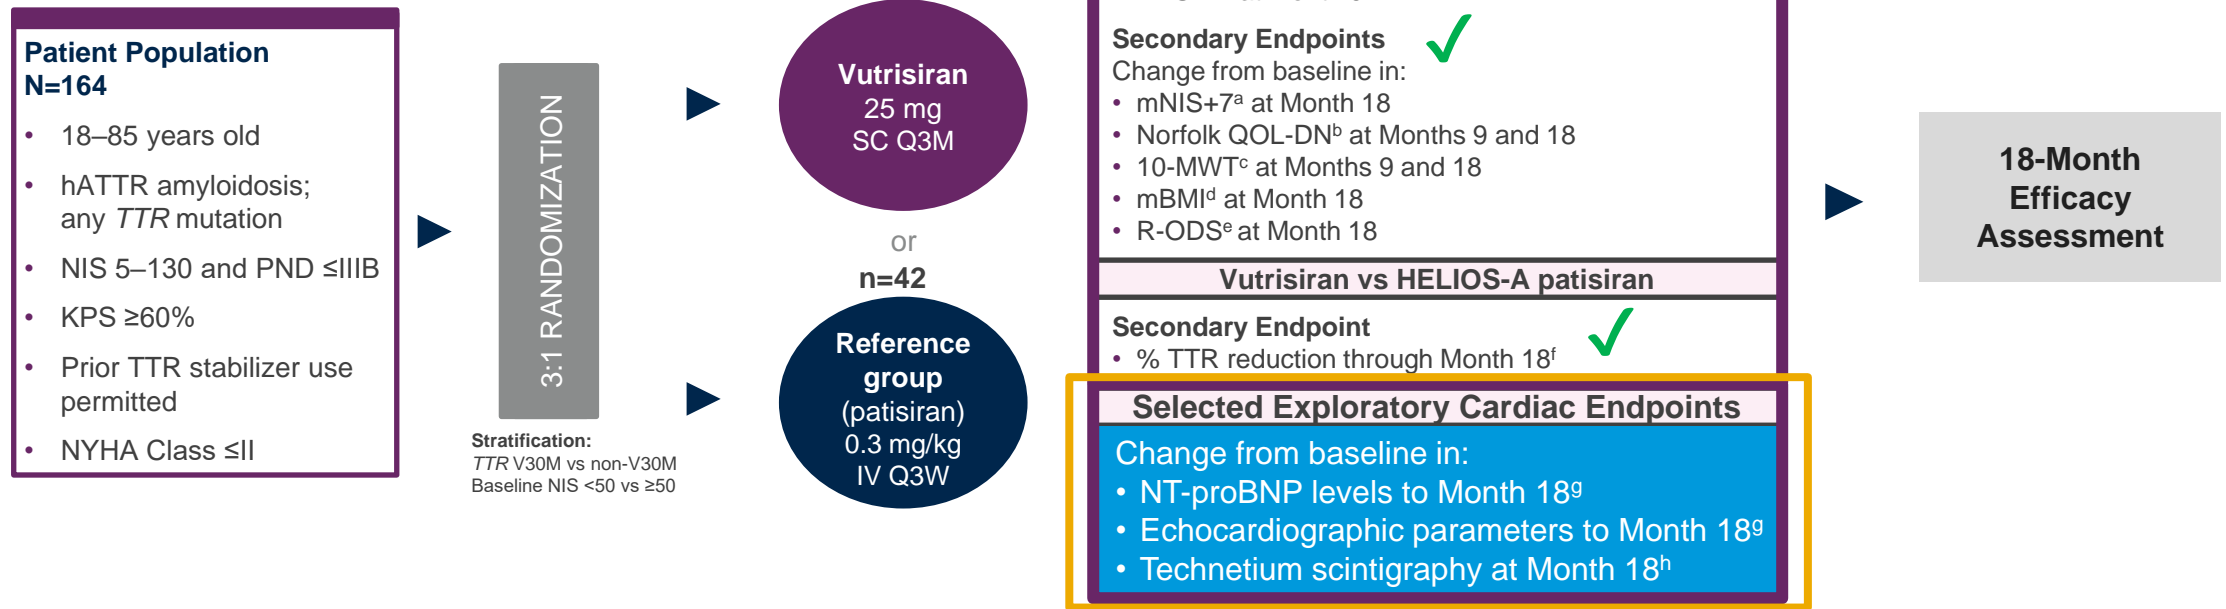 Patient Population
N=164
• 18–85 years old
• hATTR amyloidosis;
any TTR mutation
• NIS 5–130 and PND ≤IIIB
• KPS ≥60%
• Prior TTR stabilizer use
permitted
• NYHA Class ≤II
3:1 RANDOMIZATION
Stratification:
TTR V30M vs non-V30M
Baseline NIS <50 vs ≥50
Vutrisiran
25 mg
SC Q3M
or
n=42
Reference
group
(patisiran)
0.3 mg/kg
IV Q3W
Secondary Endpoints ✓
Change from baseline in:
• mNIS+7ᵃ at Month 18
• Norfolk QOL-DNᵇ at Months 9 and 18
• 10-MWTᶜ at Months 9 and 18
• mBMIᵈ at Month 18
• R-ODSᵉ at Month 18
Vutrisiran vs HELIOS-A patisiran
Secondary Endpoint ✓
• % TTR reduction through Month 18ᶠ
Selected Exploratory Cardiac Endpoints
Change from baseline in:
• NT-proBNP levels to Month 18ᵍ
• Echocardiographic parameters to Month 18ᵍ
• Technetium scintigraphy at Month 18ʰ
18-Month
Efficacy
Assessment